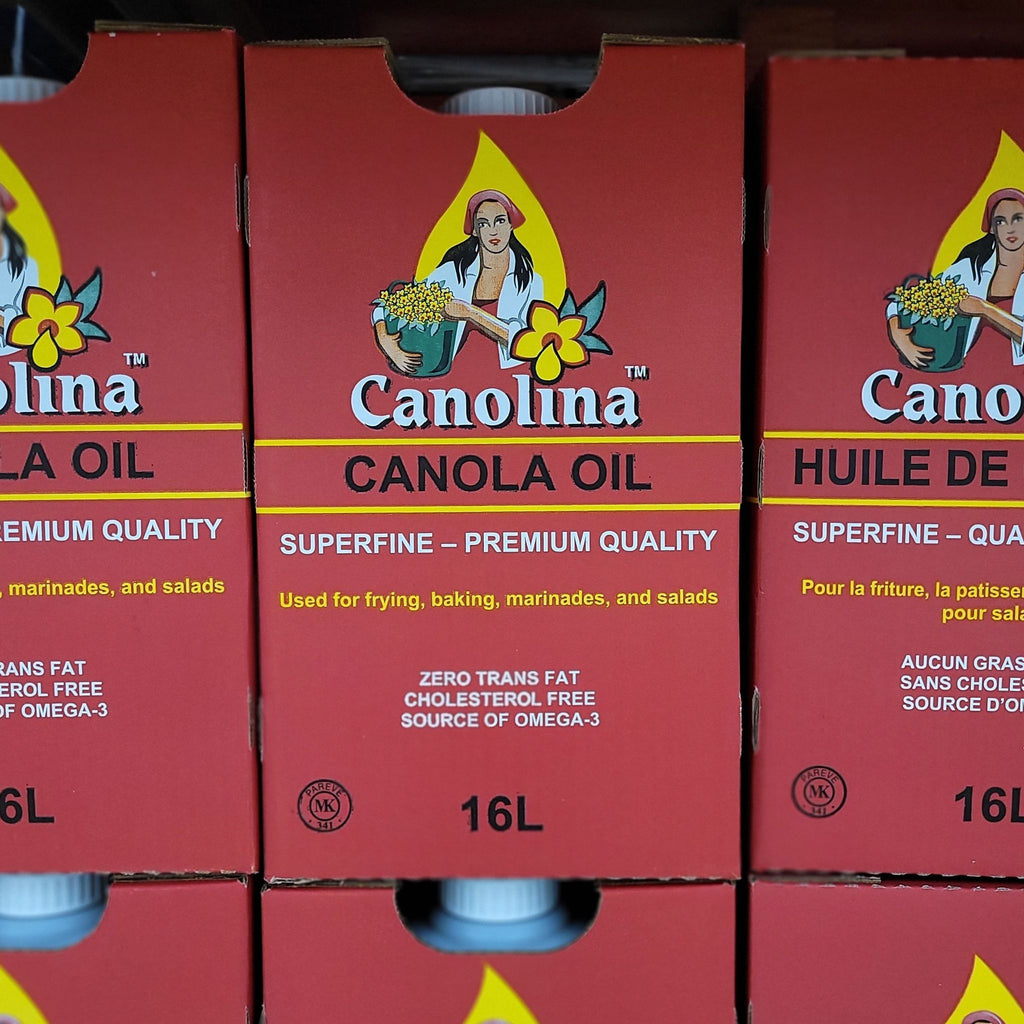 olina™
LA OIL
REMIUM QUALITY
, marinades, and salads
RANS FAT
EROL FREE
OF OMEGA-3
6L
Canolina™
CANOLA OIL
SUPERFINE – PREMIUM QUALITY
Used for frying, baking, marinades, and salads
ZERO TRANS FAT
CHOLESTEROL FREE
SOURCE OF OMEGA-3
PAREVE
MK
· 341 ·
16L
Cano
HUILE DE
SUPERFINE – QUA
Pour la friture, la patisser
pour sala
AUCUN GRAS
SANS CHOLES
SOURCE D'OM
PAREVE
MK
· 341 ·
16L